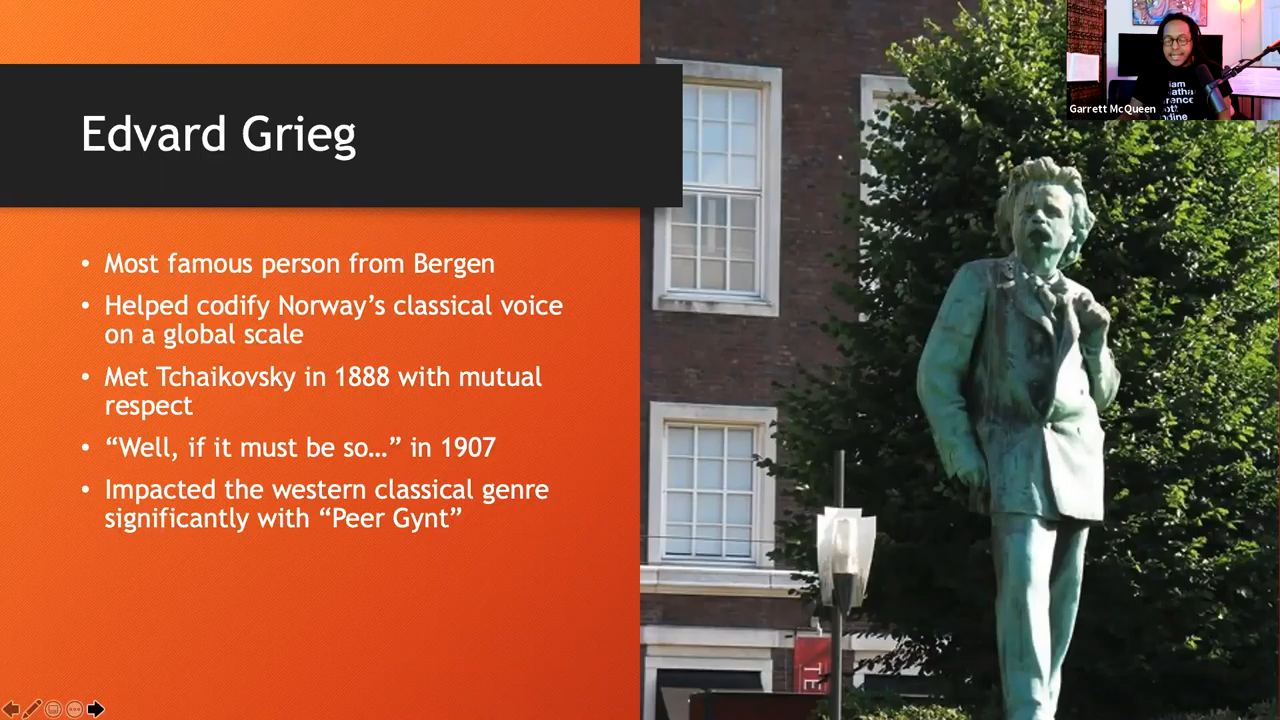 Edvard Grieg
• Most famous person from Bergen
• Helped codify Norway’s classical voice
on a global scale
• Met Tchaikovsky in 1888 with mutual
respect
• “Well, if it must be so…” in 1907
• Impacted the western classical genre
significantly with “Peer Gynt”
Garrett McQueen
TE